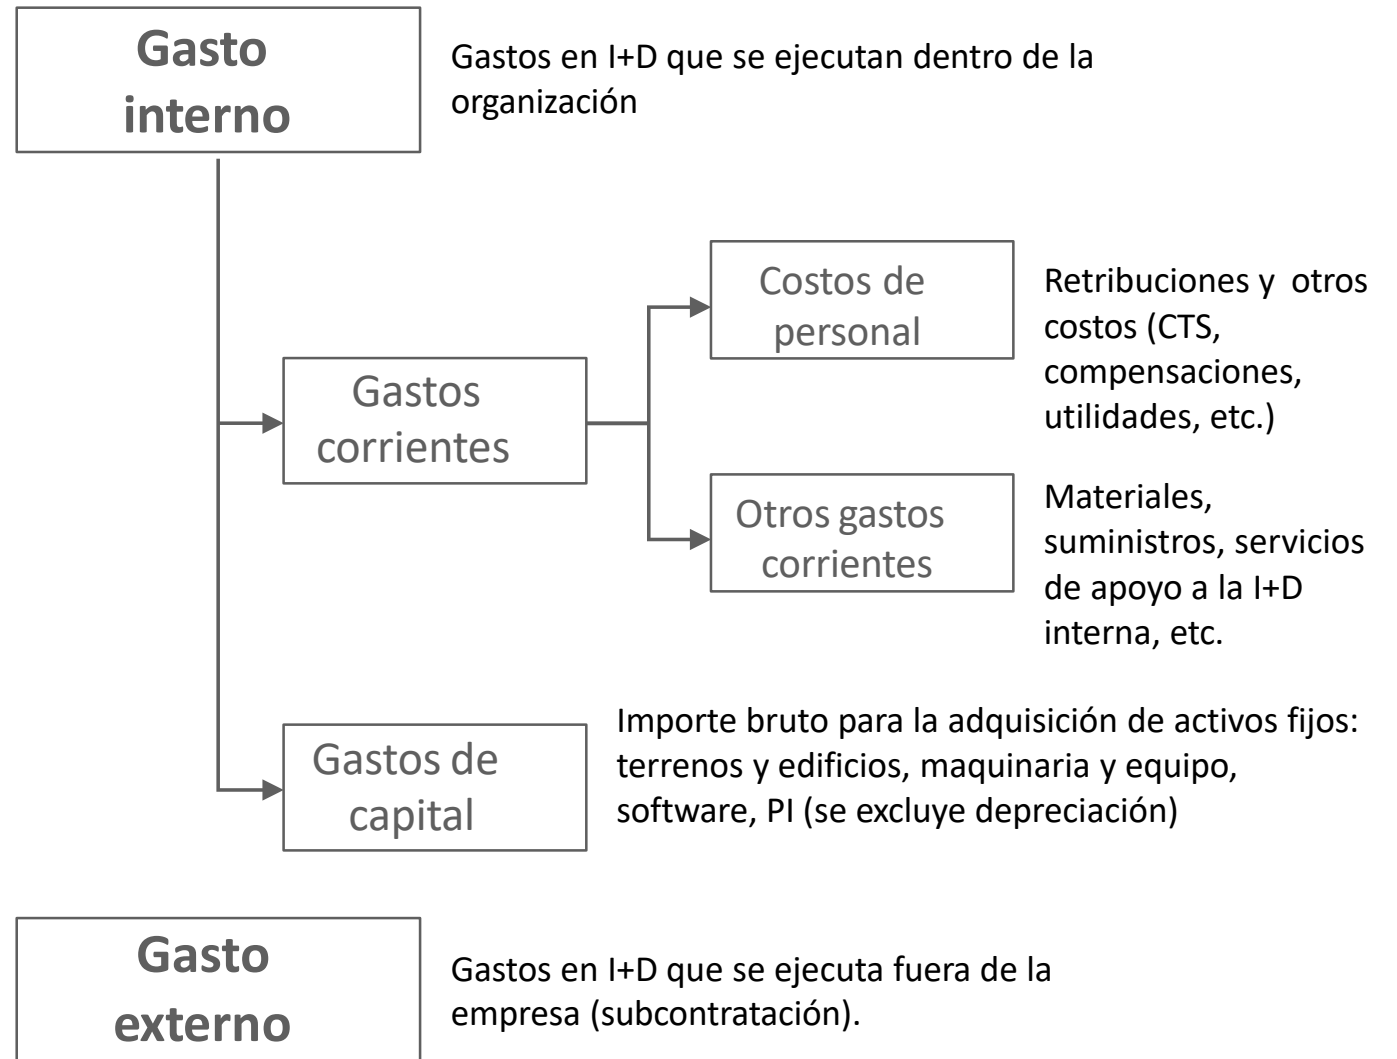 Gasto
interno
Gastos en I+D que se ejecutan dentro de la
organización
Costos de
personal
Retribuciones y otros
costos (CTS,
compensaciones,
utilidades, etc.)
Gastos
corrientes
Otros gastos
corrientes
Materiales,
suministros, servicios
de apoyo a la I+D
interna, etc.
Gastos de
capital
Importe bruto para la adquisición de activos fijos:
terrenos y edificios, maquinaria y equipo,
software, PI (se excluye depreciación)
Gasto
externo
Gastos en I+D que se ejecuta fuera de la
empresa (subcontratación).